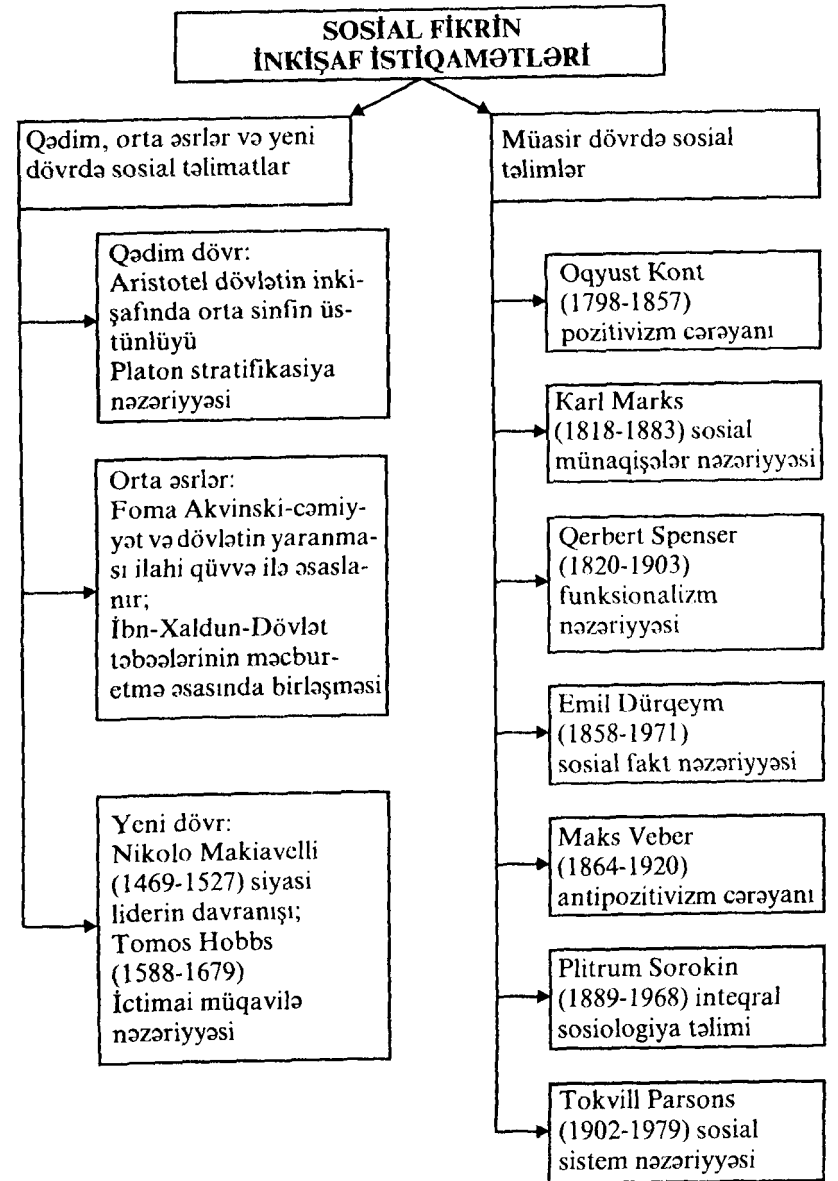 SOSİAL FİKRİN
İNKİŞAF İSTİQAMƏTLƏRİ
Qədim, orta əsrlər və yeni
dövrdə sosial təlimatlar
Qədim dövr:
Aristotel dövlətin inki-
şafında orta sinfin üs-
tünlüyü
Platon stratifikasiya
nəzəriyyəsi
Orta əsrlər:
Foma Akvinski-cəmiy-
yət və dövlətin yaranma-
sı ilahi qüvvə ilə əsasla-
nır;
İbn-Xaldun-Dövlət
təbəələrinin məcbur-
etmə əsasında birləşməsi
Yeni dövr:
Nikolo Makiavelli
(1469-1527) siyasi
liderin davranışı;
Tomos Hobbs
(1588-1679)
İctimai müqavilə
nəzəriyyəsi
Müasir dövrdə sosial
təlimlər
Oqyust Kont
(1798-1857)
pozitivizm cərəyanı
Karl Marks
(1818-1883) sosial
münaqişələr nəzəriyyəsi
Qerbert Spenser
(1820-1903)
funksionalizm
nəzəriyyəsi
Emil Dürqeym
(1858-1971)
sosial fakt nəzəriyyəsi
Maks Veber
(1864-1920)
antipozitivizm cərəyanı
Plitrum Sorokin
(1889-1968) inteqral
sosiologiya təlimi
Tokvill Parsons
(1902-1979) sosial
sistem nəzəriyyəsi